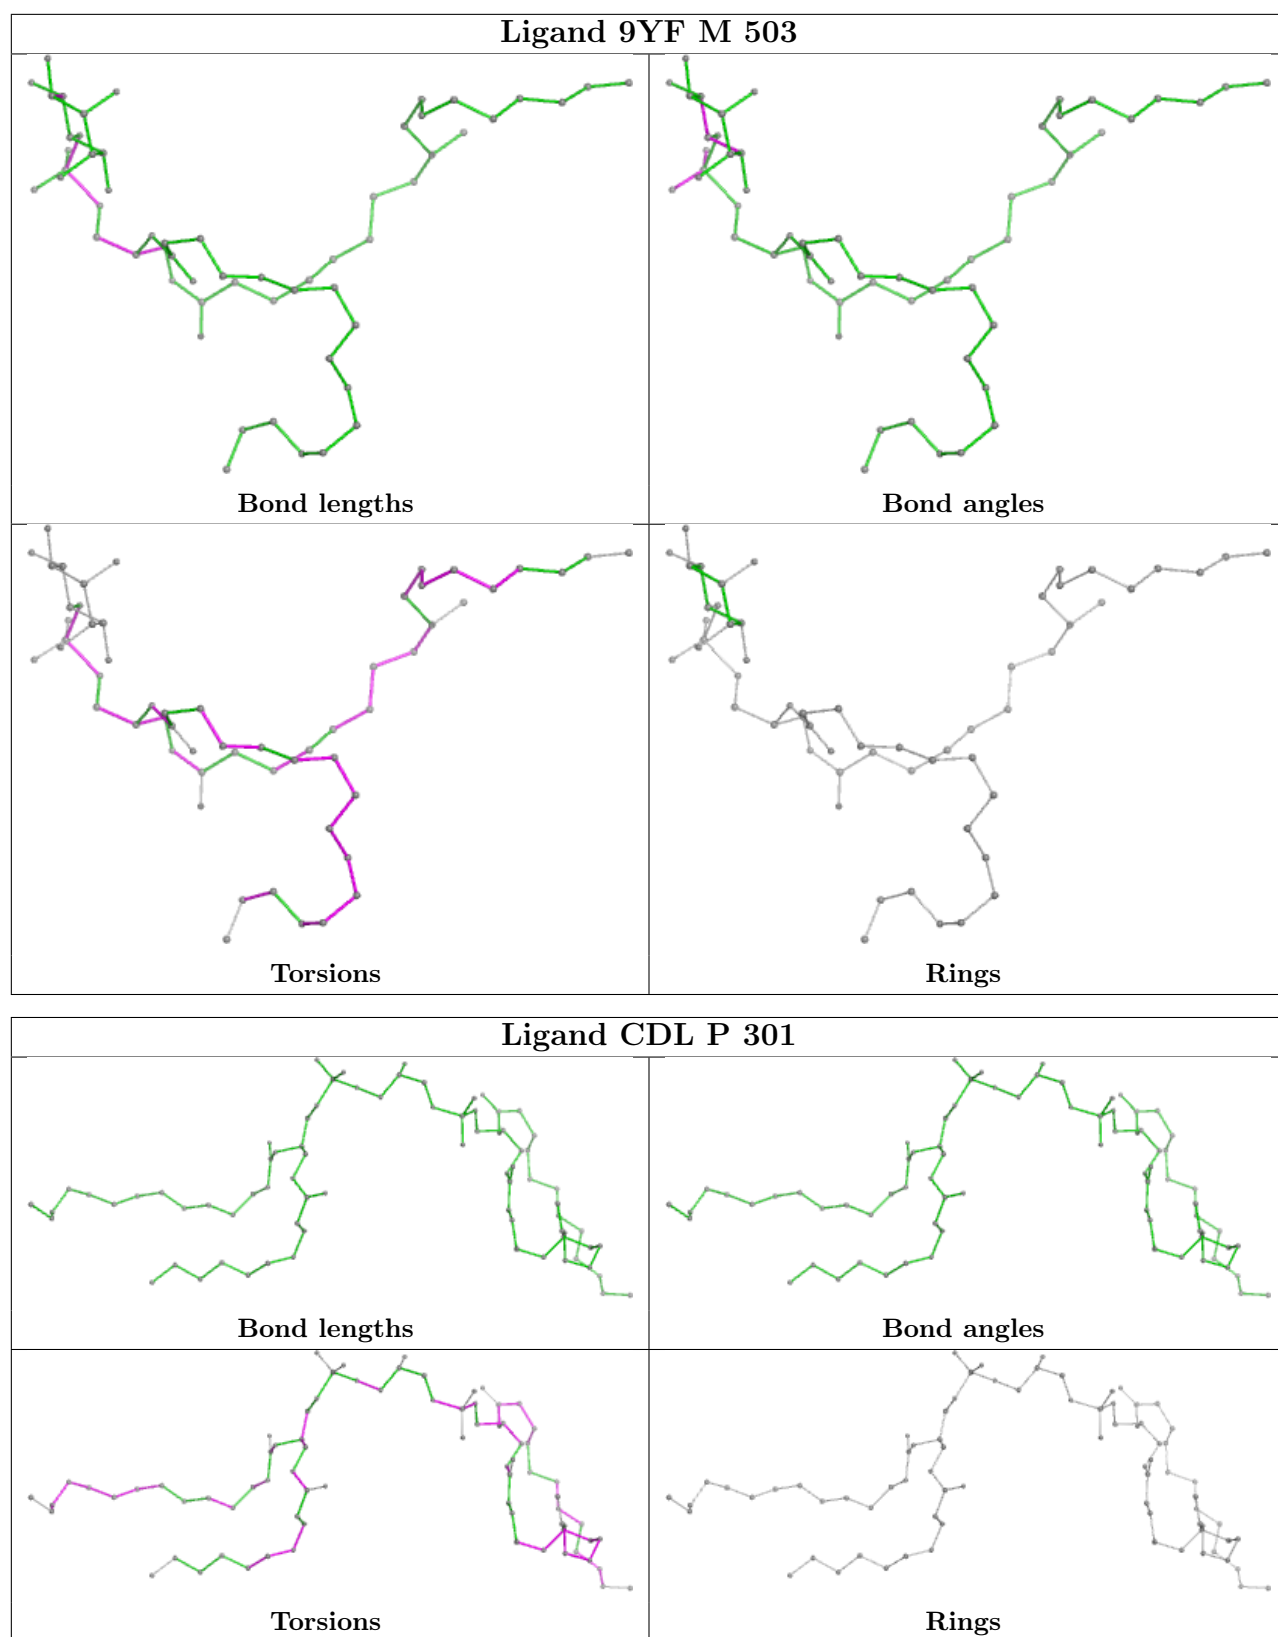 Ligand 9YF M 503
Bond lengths
Bond angles
Torsions
Rings
Ligand CDL P 301
Bond lengths
Bond angles
Torsions
Rings